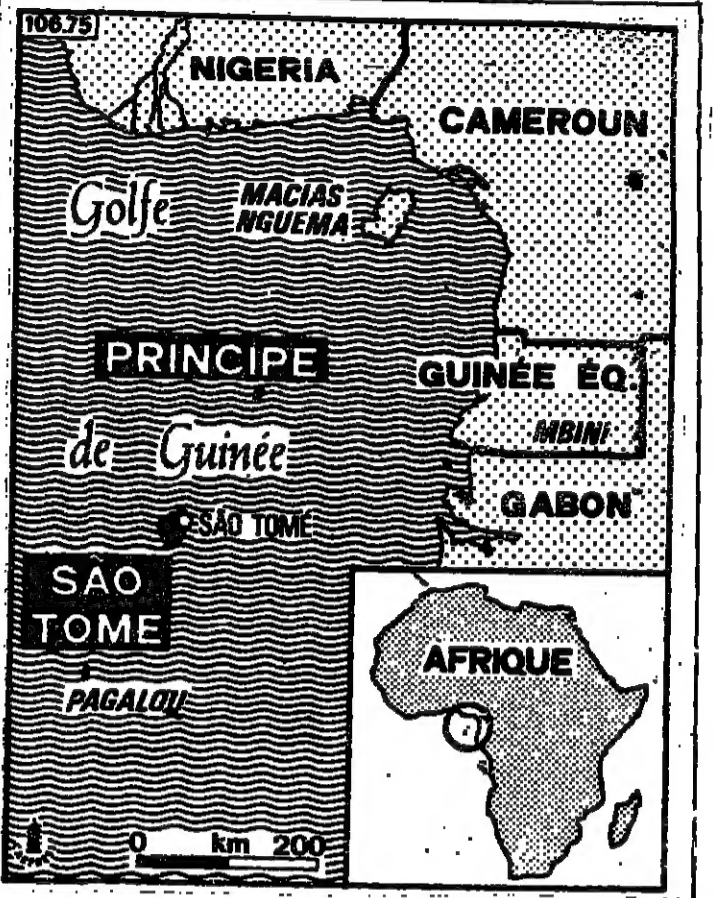 106.75
NIGERIA
CAMEROUN
Golfe
MACIAS
NGUEMA
PRINCIPE
GUINÉE ÉQ.
MBINI
de Guinée
GABON
SÃO TOMÉ
SÃO
TOME
PAGALOU
AFRIQUE
0 km 200